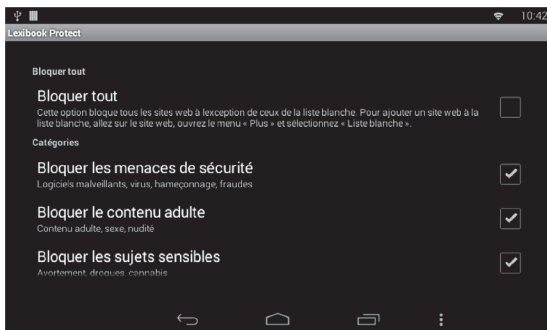 10:42
Lexibook Protect
Bloquer tout
Bloquer tout
Cette option bloque tous les sites web à lexception de ceux de la liste blanche. Pour ajouter un site web à la
liste blanche, allez sur le site web, ouvrez le menu « Plus » et sélectionnez « Liste blanche ».
Catégories
Bloquer les menaces de sécurité
Logiciels malveillants, virus, hameçonnage, fraudes
Bloquer le contenu adulte
Contenu adulte, sexe, nudité
Bloquer les sujets sensibles
Avortement, drogues, cannabis